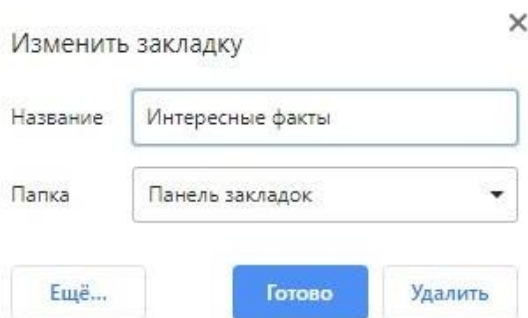 Изменить закладку
Название Интересные факты
Папка Панель закладок
Ещё... Готово Удалить